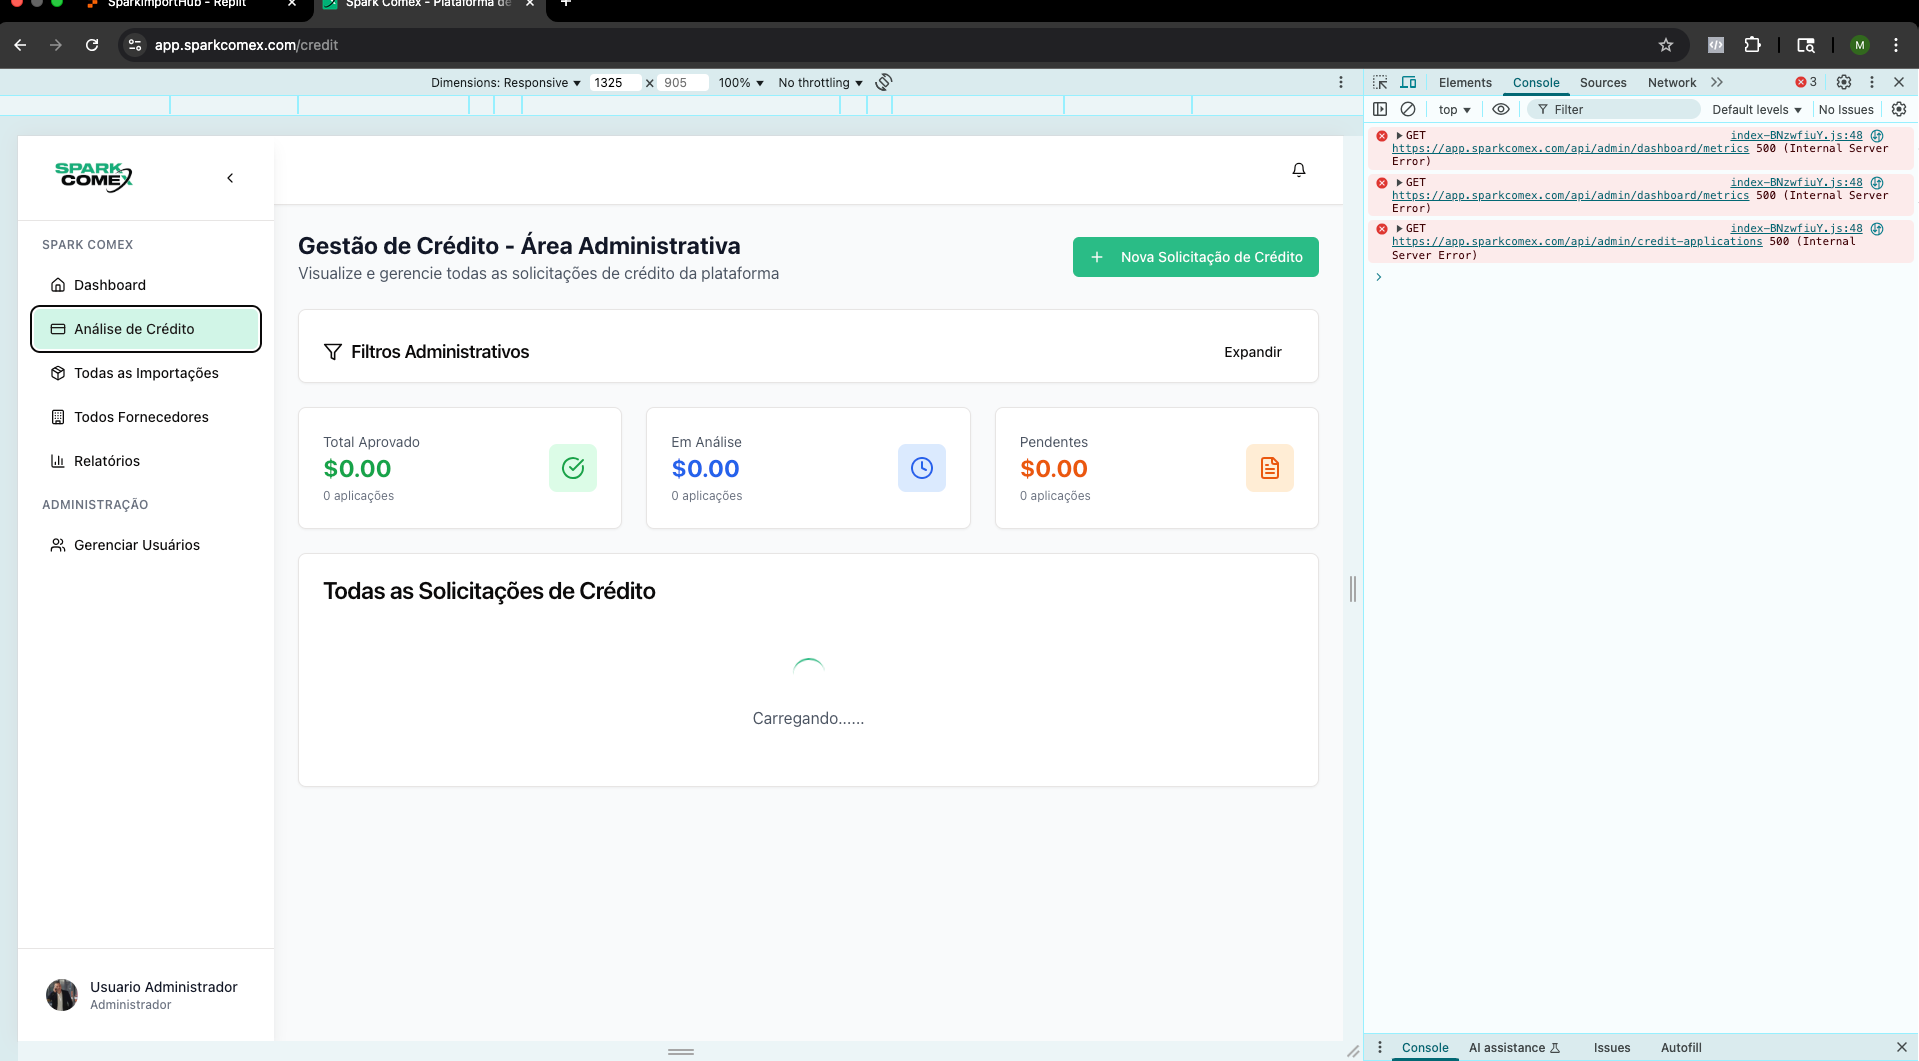 SparkImportHub - Replit
Spark Comex - Plataforma de
app.sparkcomex.com/credit
M
Dimensions: Responsive 1325 x 905 100% No throttling
Elements Console Sources Network 3
top Filter Default levels No Issues
GET index-BNzwfiuY.js:48
https://app.sparkcomex.com/api/admin/dashboard/metrics 500 (Internal Server
Error)
GET index-BNzwfiuY.js:48
https://app.sparkcomex.com/api/admin/dashboard/metrics 500 (Internal Server
Error)
GET index-BNzwfiuY.js:48
https://app.sparkcomex.com/api/admin/credit-applications 500 (Internal
Server Error)
SPARK
COMEX
SPARK COMEX
Dashboard
Análise de Crédito
Todas as Importações
Todos Fornecedores
Relatórios
ADMINISTRAÇÃO
Gerenciar Usuários
Usuario Administrador
Administrador
Gestão de Crédito - Área Administrativa
Visualize e gerencie todas as solicitações de crédito da plataforma
+ Nova Solicitação de Crédito
Filtros Administrativos
Expandir
Total Aprovado
$0.00
0 aplicações
Em Análise
$0.00
0 aplicações
Pendentes
$0.00
0 aplicações
Todas as Solicitações de Crédito
Carregando......
Console AI assistance Issues Autofill